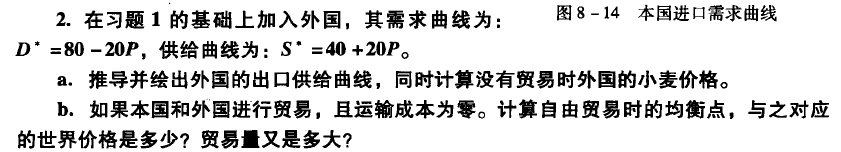 2. 在习题 1 的基础上加入外国，其需求曲线为： 图 8－14 本国进口需求曲线
D* =80－20P，供给曲线为：S* =40＋20P。
a. 推导并绘出外国的出口供给曲线，同时计算没有贸易时外国的小麦价格。
b. 如果本国和外国进行贸易，且运输成本为零。计算自由贸易时的均衡点，与之对应
的世界价格是多少？贸易量又是多大？